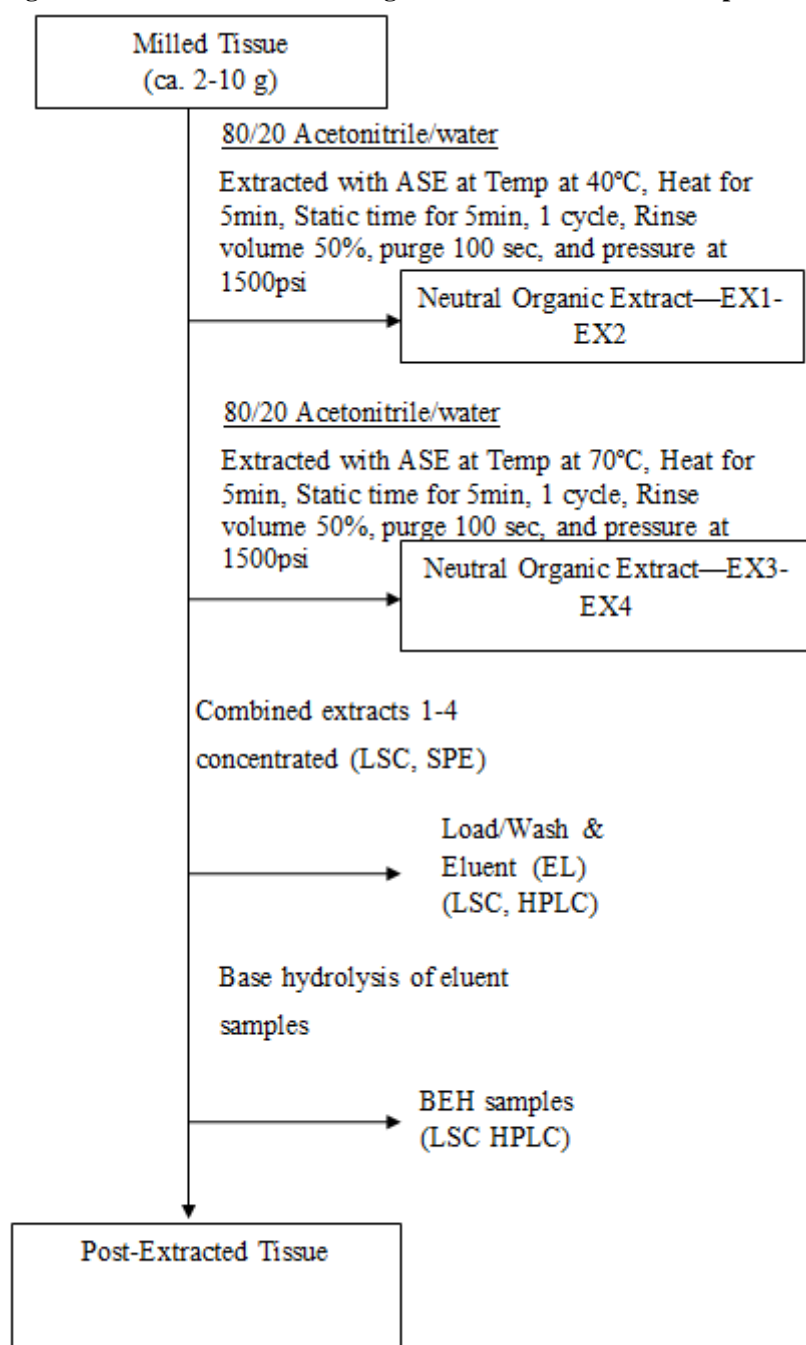 Milled Tissue
(ca. 2-10 g)
80/20 Acetonitrile/water
Extracted with ASE at Temp at 40°C, Heat for
5min, Static time for 5min, 1 cycle, Rinse
volume 50%, purge 100 sec, and pressure at
1500psi
Neutral Organic Extract—EX1-
EX2
80/20 Acetonitrile/water
Extracted with ASE at Temp at 70°C, Heat for
5min, Static time for 5min, 1 cycle, Rinse
volume 50%, purge 100 sec, and pressure at
1500psi
Neutral Organic Extract—EX3-
EX4
Combined extracts 1-4
concentrated (LSC, SPE)
Load/Wash &
Eluent (EL)
(LSC, HPLC)
Base hydrolysis of eluent
samples
BEH samples
(LSC HPLC)
Post-Extracted Tissue